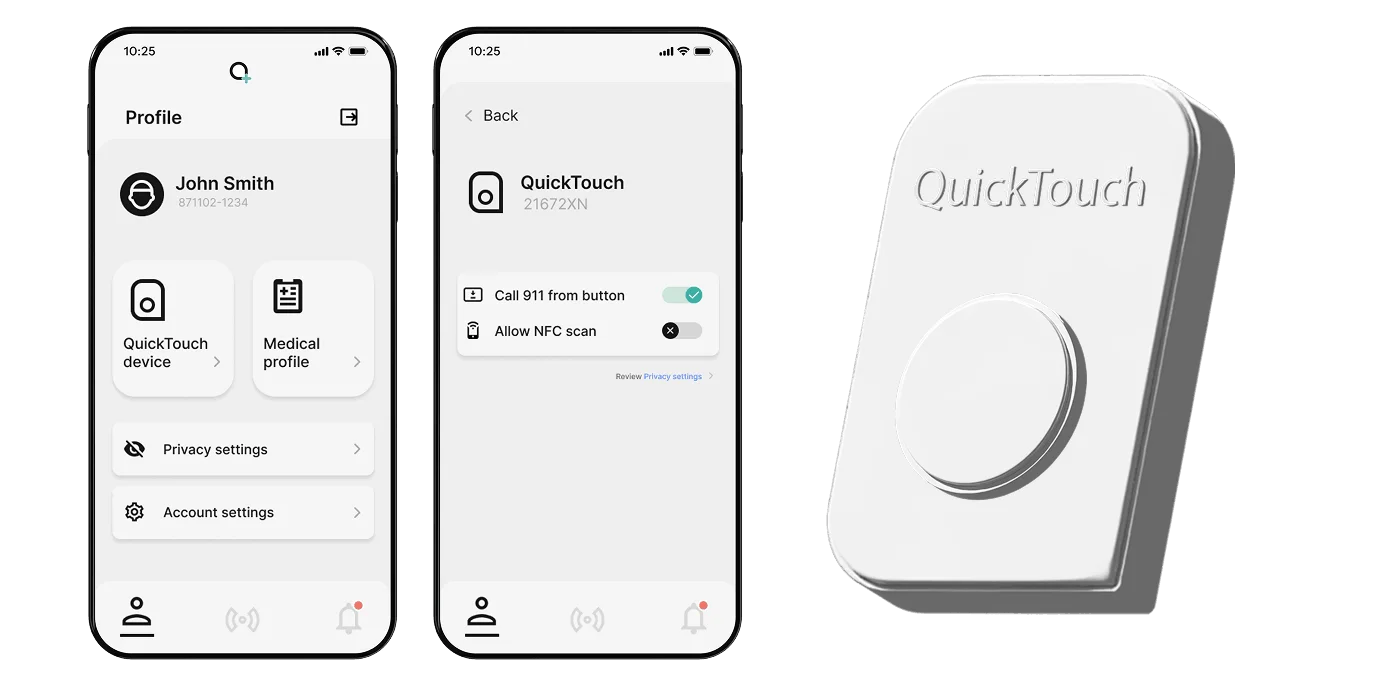 10:25
Profile
John Smith
871102-1234
QuickTouch
device
Medical
profile
Privacy settings
Account settings
10:25
Back
QuickTouch
21672XN
Call 911 from button
Allow NFC scan
Review Privacy settings
QuickTouch